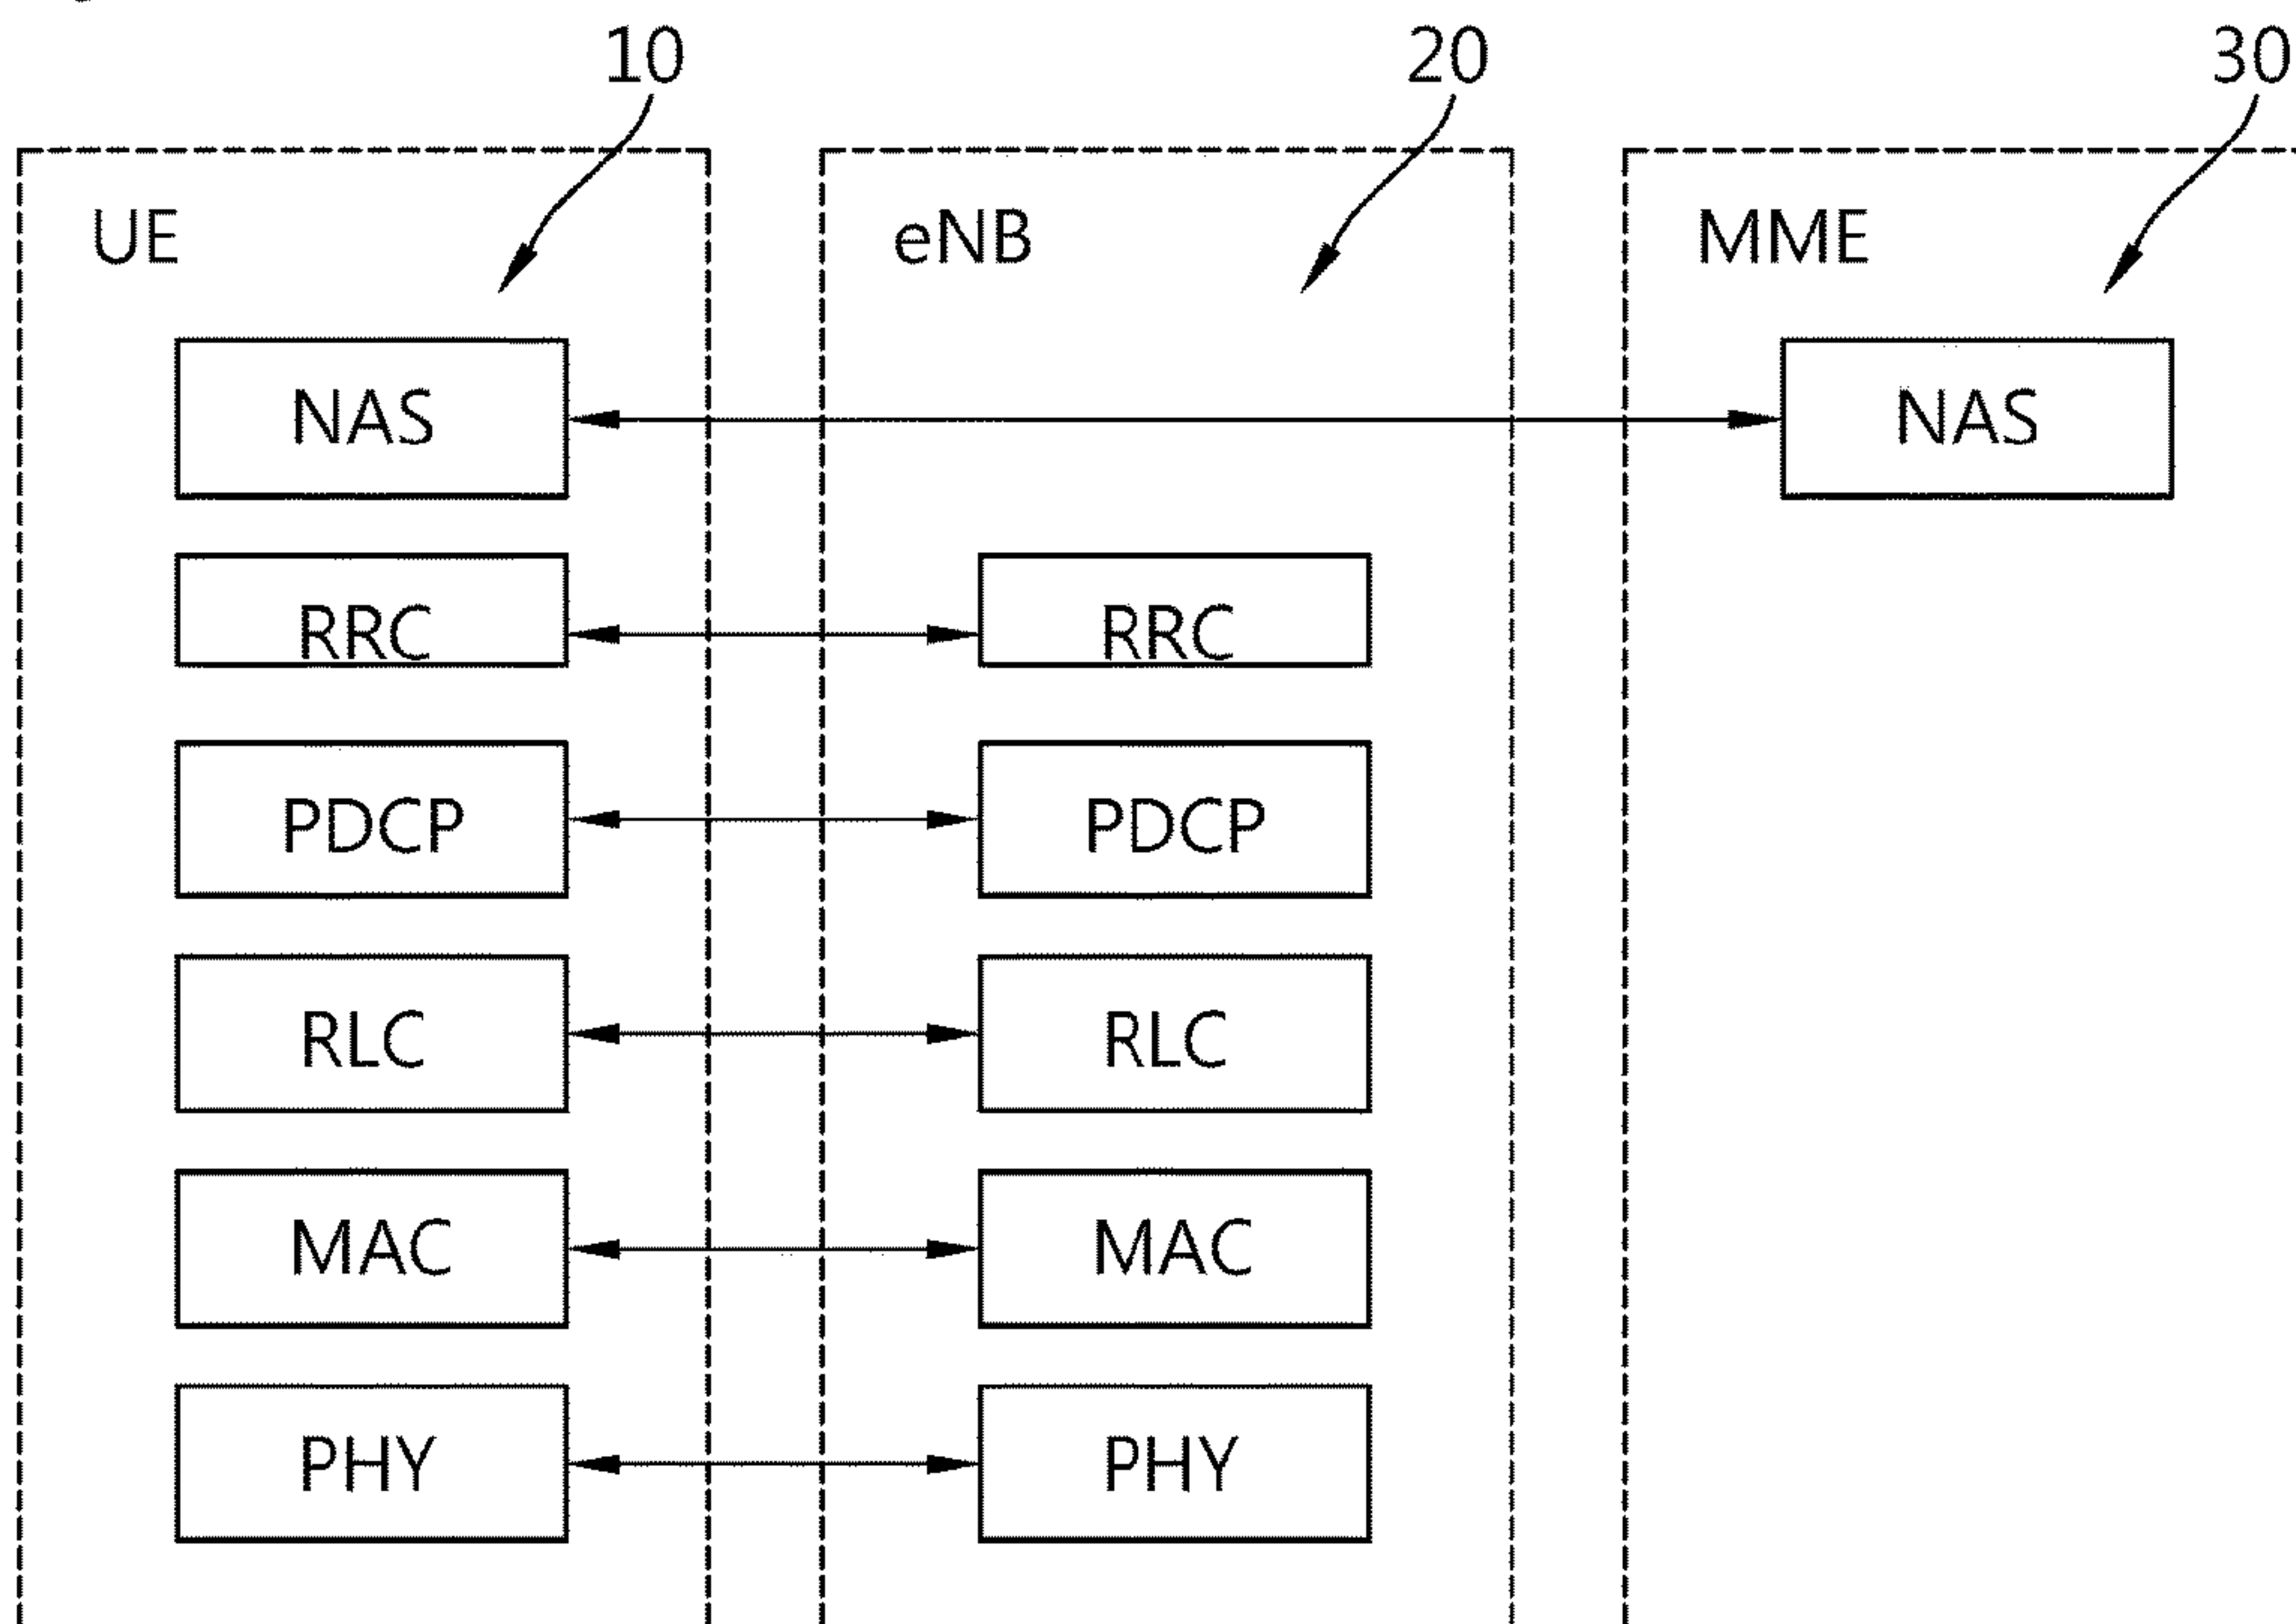 10 20 30
UE eNB MME
NAS NAS
RRC RRC
PDCP PDCP
RLC RLC
MAC MAC
PHY PHY